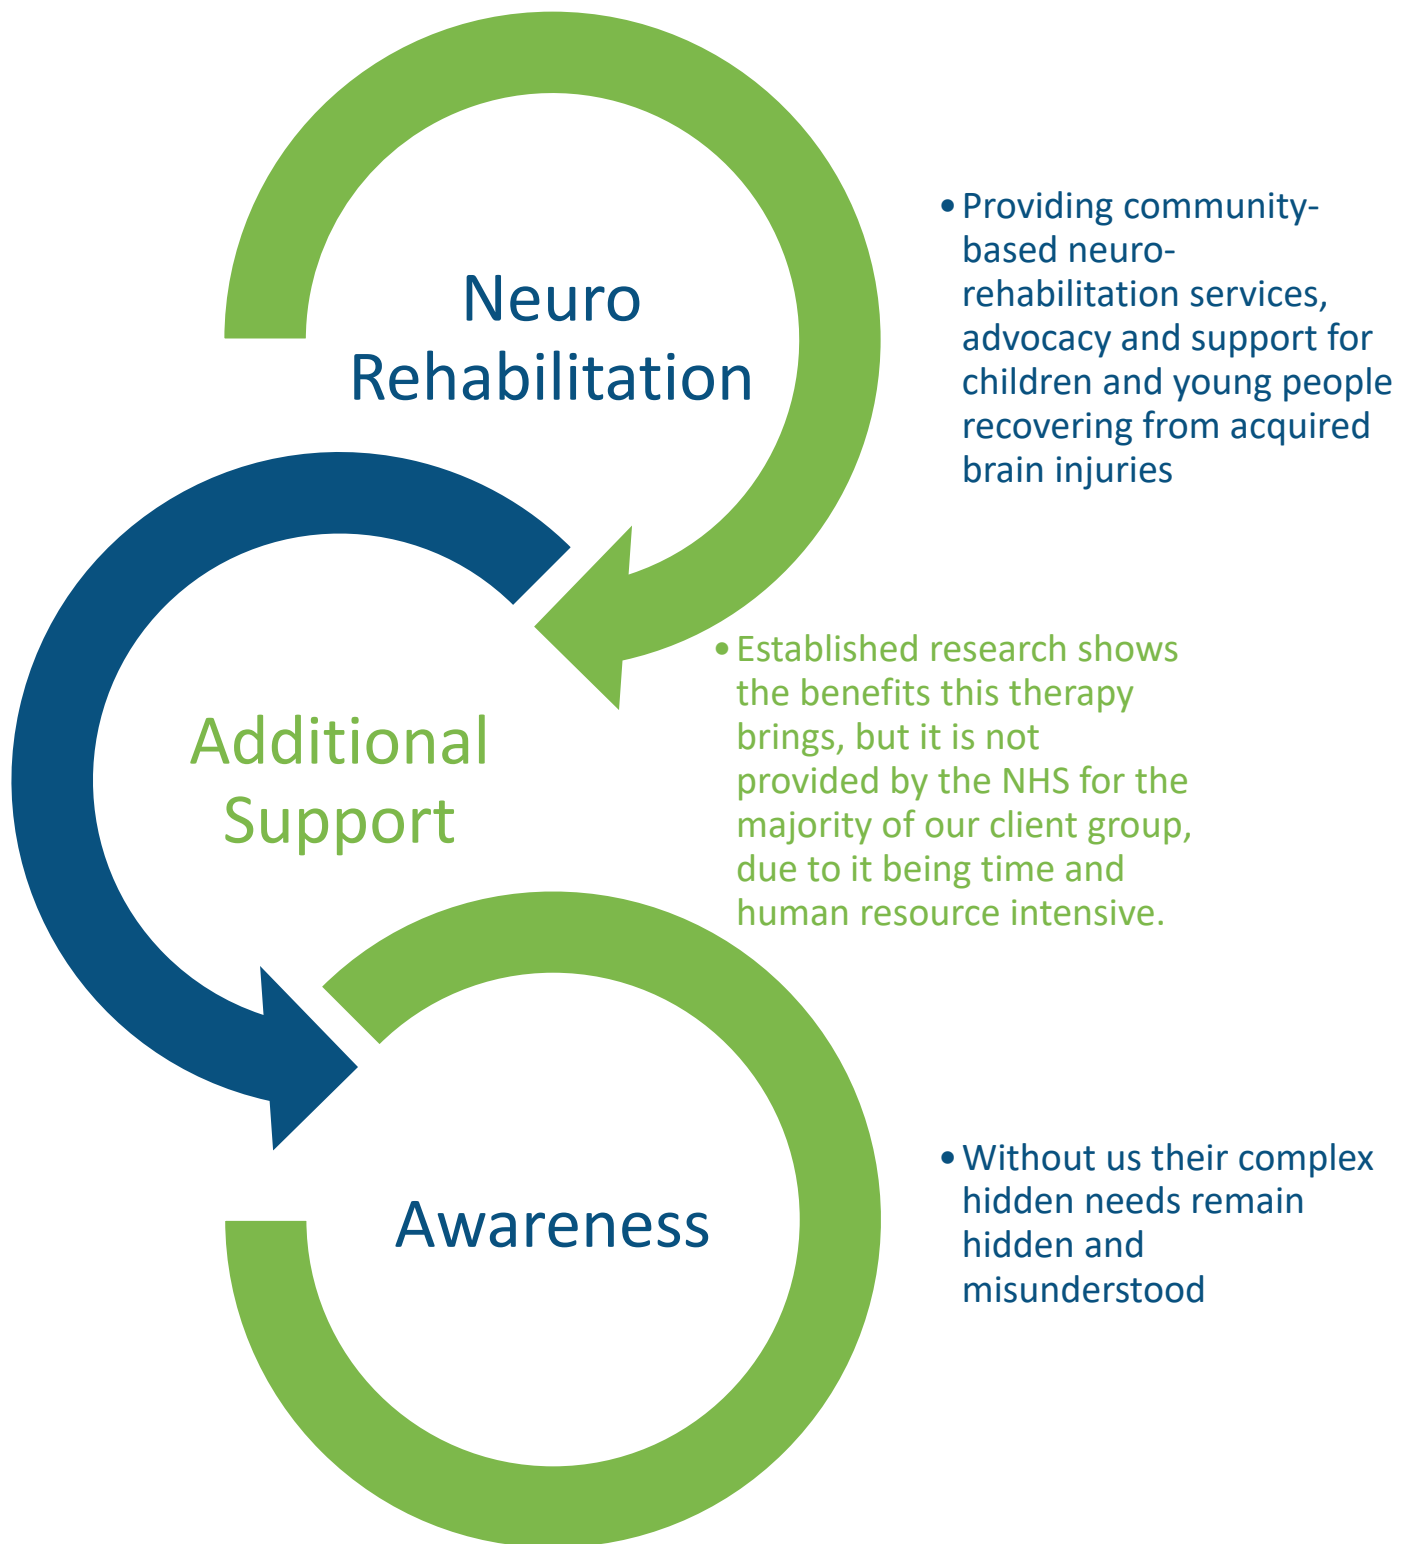 Neuro
Rehabilitation
• Providing community-
based neuro-
rehabilitation services,
advocacy and support for
children and young people
recovering from acquired
brain injuries
Additional
Support
• Established research shows
the benefits this therapy
brings, but it is not
provided by the NHS for the
majority of our client group,
due to it being time and
human resource intensive.
Awareness
• Without us their complex
hidden needs remain
hidden and
misunderstood